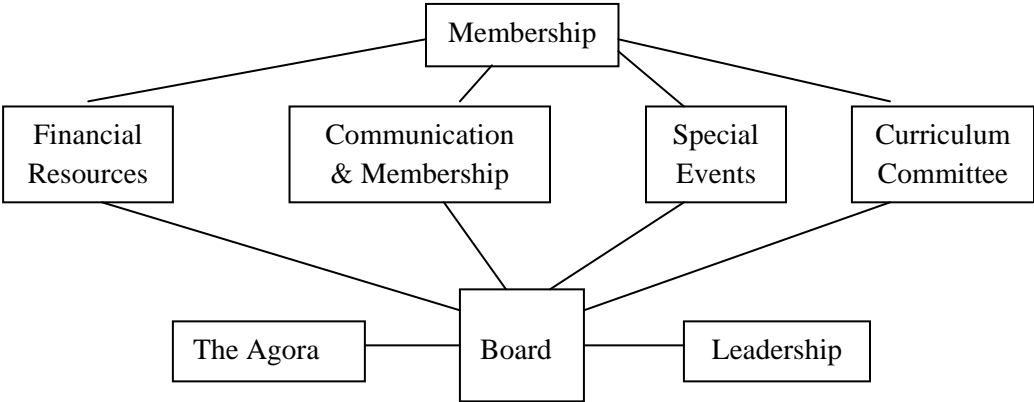 Membership
Financial
Resources
Communication
& Membership
Special
Events
Curriculum
Committee
The Agora
Board
Leadership